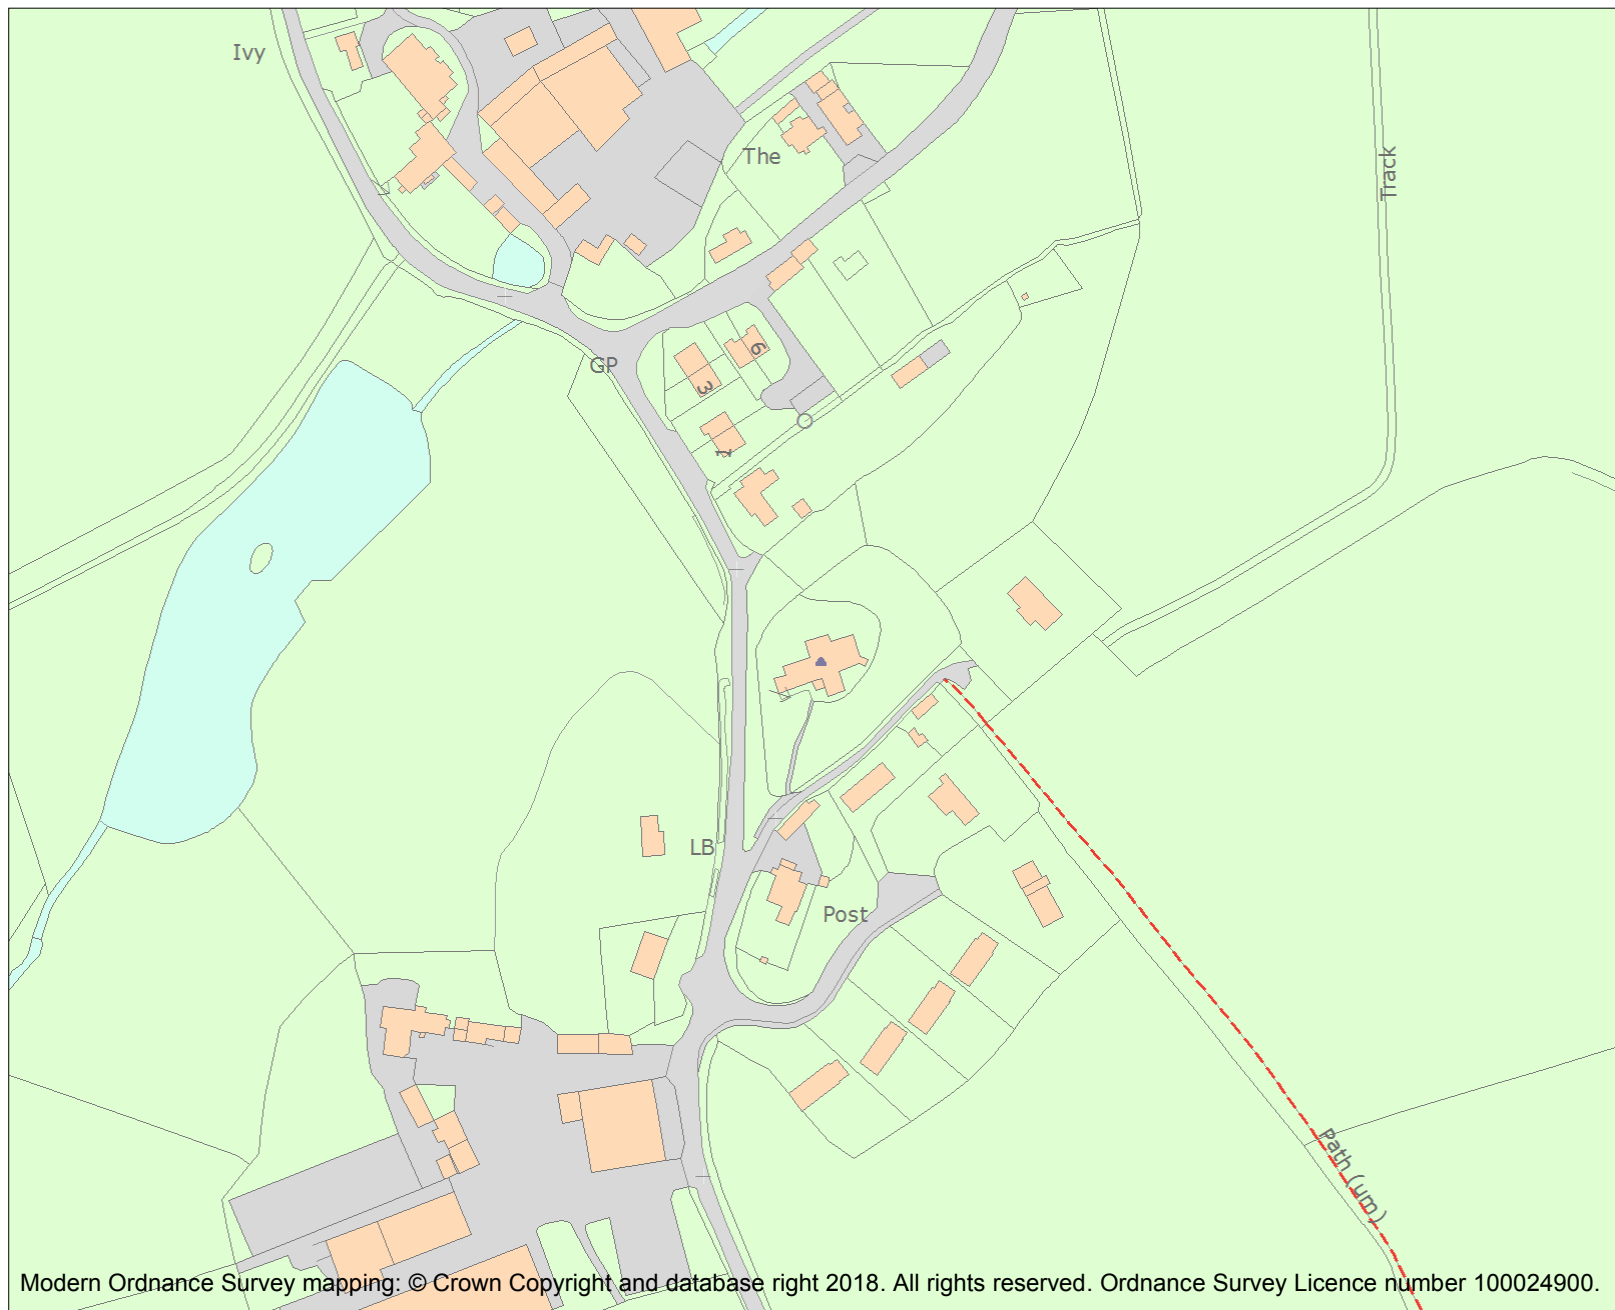 Ivy
The
Track
GP
6
3
1
LB
Post
Path (um)
Modern Ordnance Survey mapping: © Crown Copyright and database right 2018. All rights reserved. Ordnance Survey Licence number 100024900.